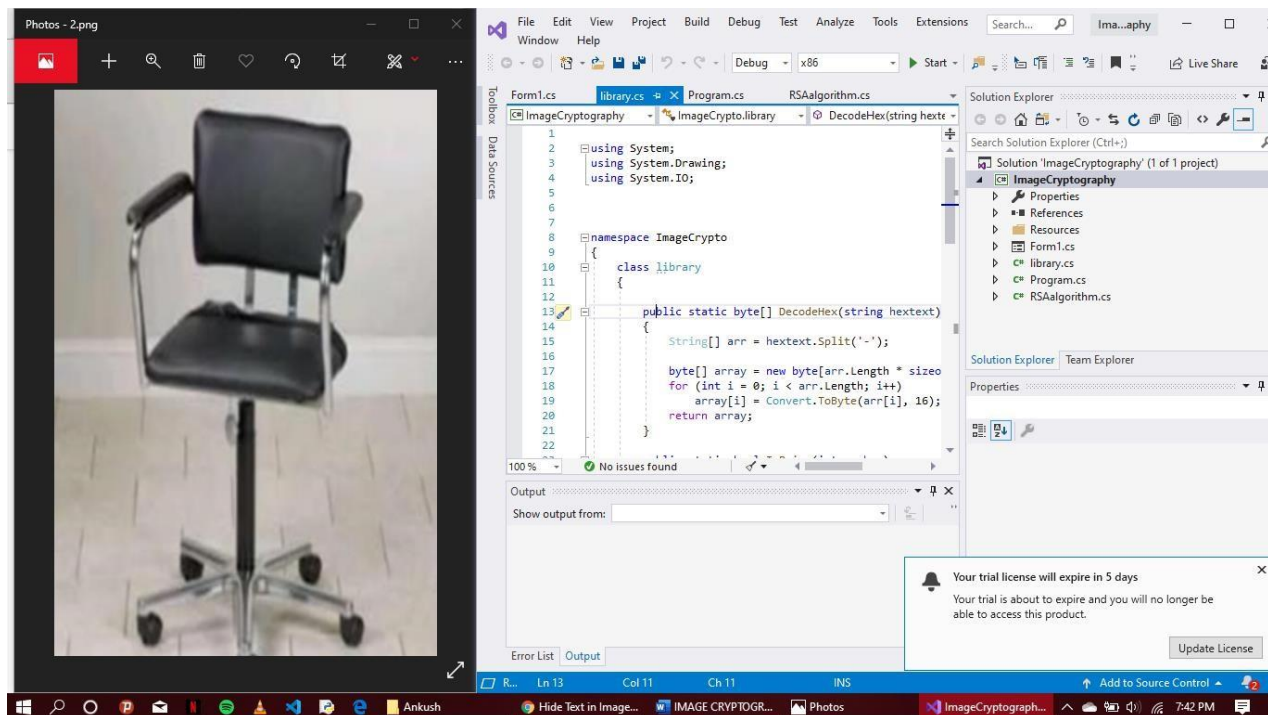 Photos - 2.png
File Edit View Project Build Debug Test Analyze Tools Extensions
Window Help
Search...
Ima...aphy
Debug
x86
Start
Live Share
Toolbox
Data Sources
Form1.cs
library.cs
Program.cs
RSAalgorithm.cs
C# ImageCryptography
ImageCrypto.library
DecodeHex(string hexte
1
2 using System;
3 using System.Drawing;
4 using System.IO;
5
6
7
8 namespace ImageCrypto
9 {
10 class library
11 {
12
13 public static byte[] DecodeHex(string hextext)
14 {
15 String[] arr = hextext.Split('-');
16
17 byte[] array = new byte[arr.Length * sizeo
18 for (int i = 0; i < arr.Length; i++)
19 array[i] = Convert.ToByte(arr[i], 16);
20 return array;
21 }
22
100 %
No issues found
Output
Show output from:
Error List Output
Solution Explorer
Search Solution Explorer (Ctrl+;)
Solution 'ImageCryptography' (1 of 1 project)
C# ImageCryptography
Properties
References
Resources
Form1.cs
C# library.cs
C# Program.cs
C# RSAalgorithm.cs
Solution Explorer Team Explorer
Properties
Your trial license will expire in 5 days
Your trial is about to expire and you will no longer be
able to access this product.
Update License
R... Ln 13 Col 11 Ch 11 INS
Add to Source Control
2
Ankush
Hide Text in Image...
IMAGE CRYPTOGR...
Photos
ImageCryptograph...
7:42 PM